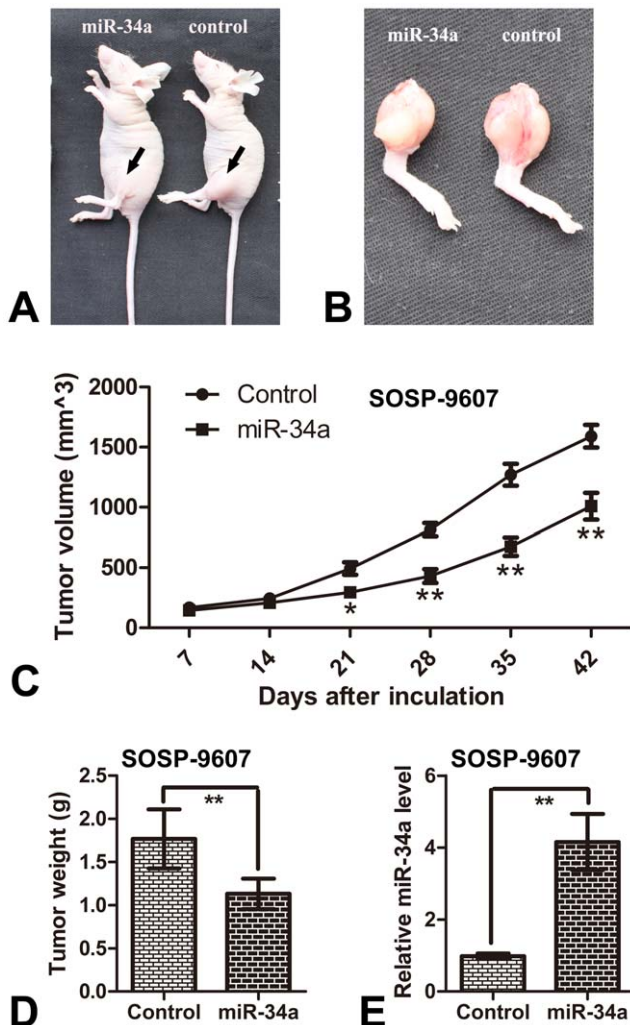 miR-34a control
A
miR-34a control
B
Tumor volume (mm^3)
2000
1500
1000
500
0
Control
miR-34a
SOSP-9607
*
**
**
**
7 14 21 28 35 42
Days after inculation
C
SOSP-9607
Tumor weight (g)
2.5
2.0
1.5
1.0
0.5
0.0
**
Control miR-34a
D
SOSP-9607
Relative miR-34a level
6
4
2
0
**
Control miR-34a
E